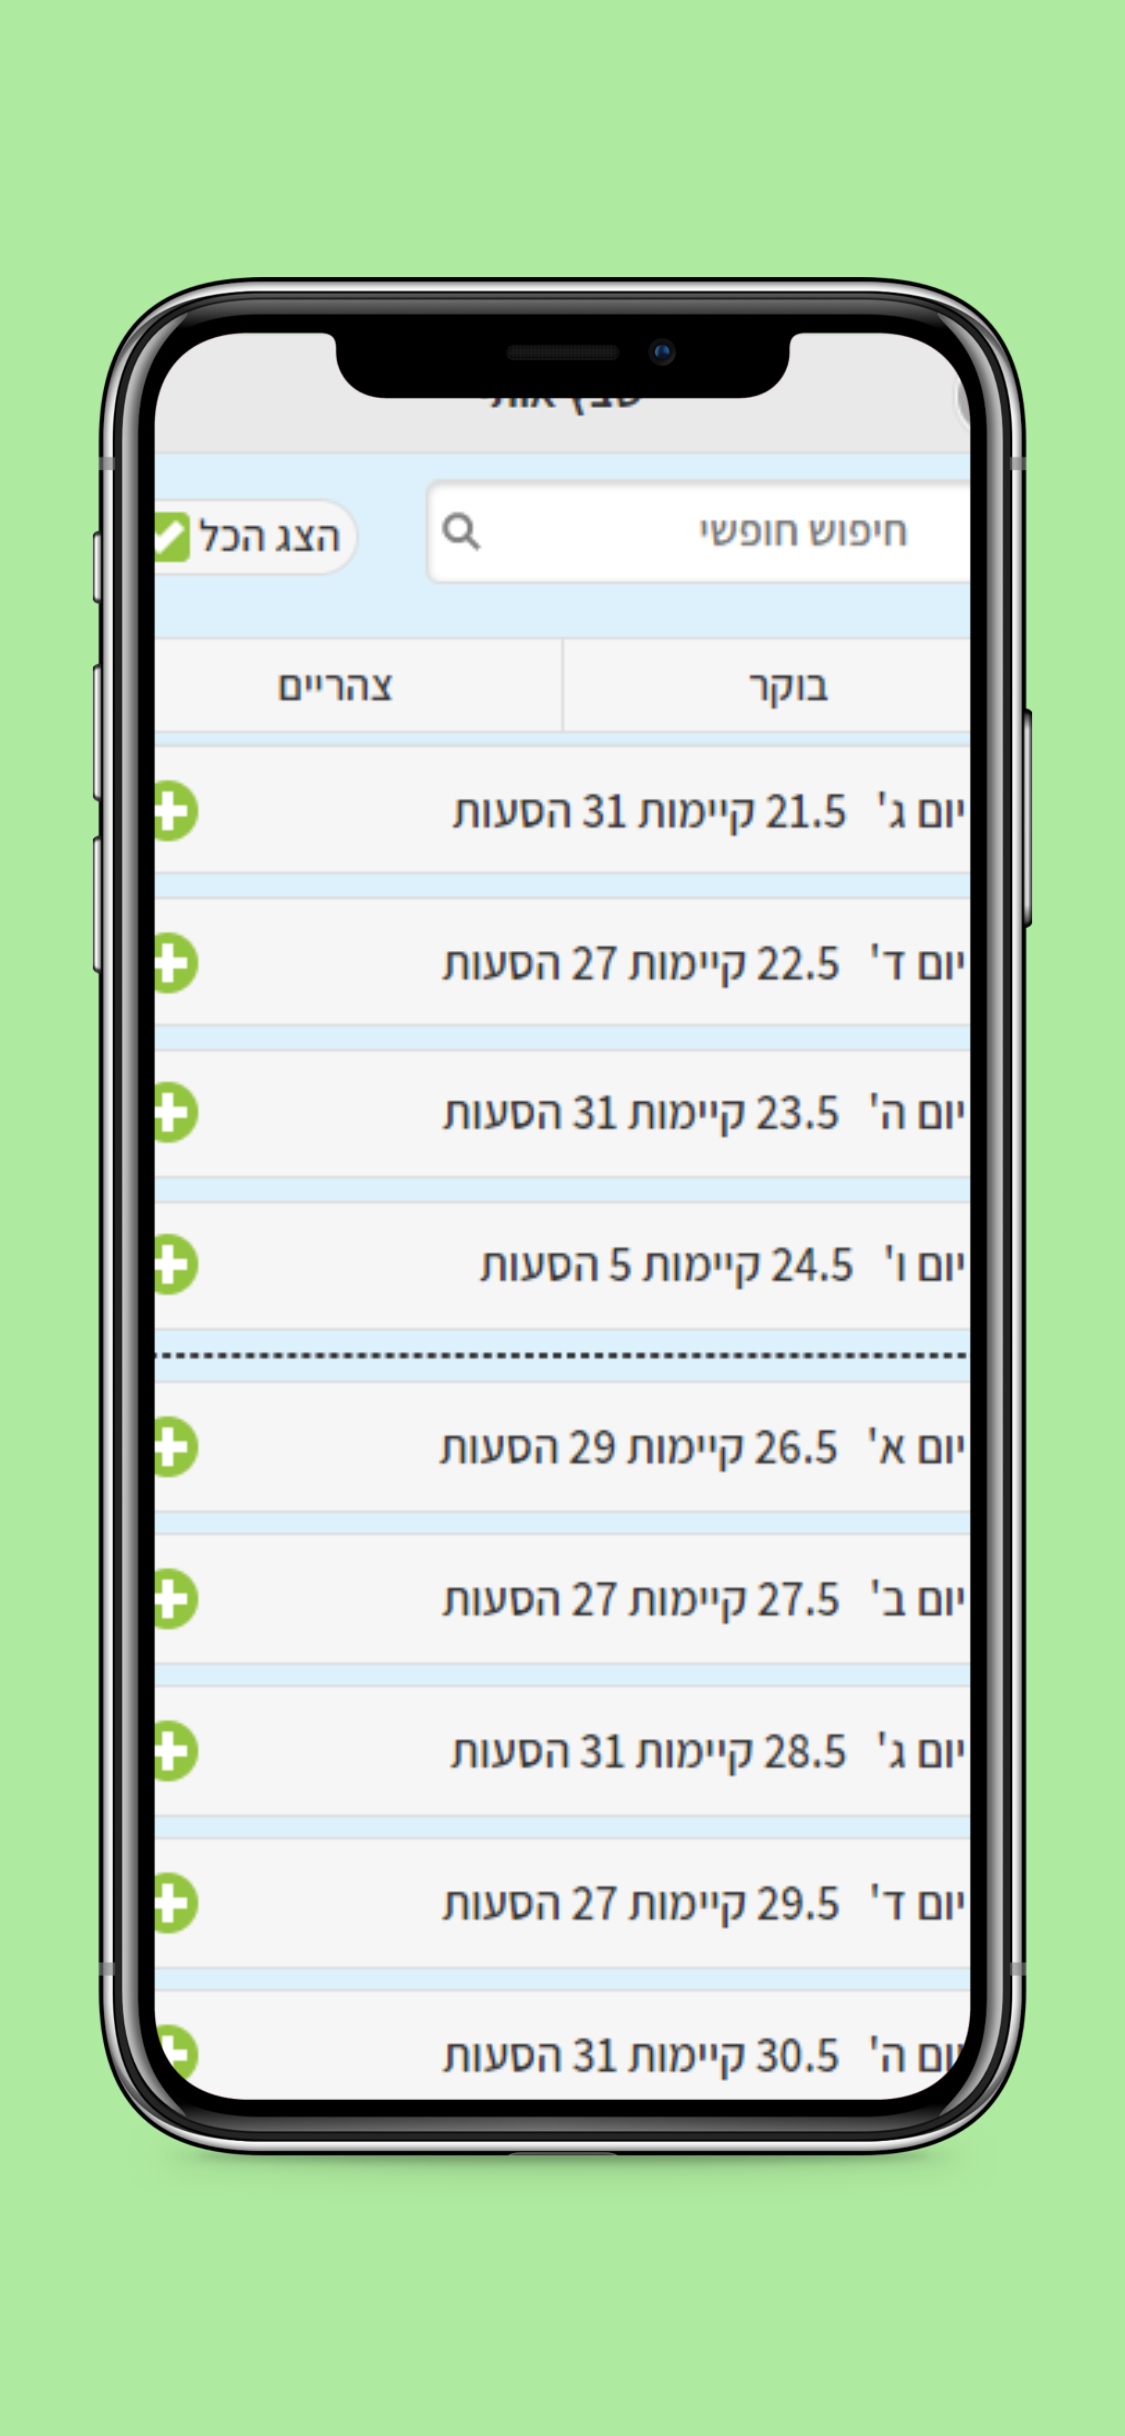 חיפוש חופשי הצג הכל
בוקר צהריים
יום ג' 21.5 קיימות 31 הסעות
יום ד' 22.5 קיימות 27 הסעות
יום ה' 23.5 קיימות 31 הסעות
יום ו' 24.5 קיימות 5 הסעות
יום א' 26.5 קיימות 29 הסעות
יום ב' 27.5 קיימות 27 הסעות
יום ג' 28.5 קיימות 31 הסעות
יום ד' 29.5 קיימות 27 הסעות
יום ה' 30.5 קיימות 31 הסעות